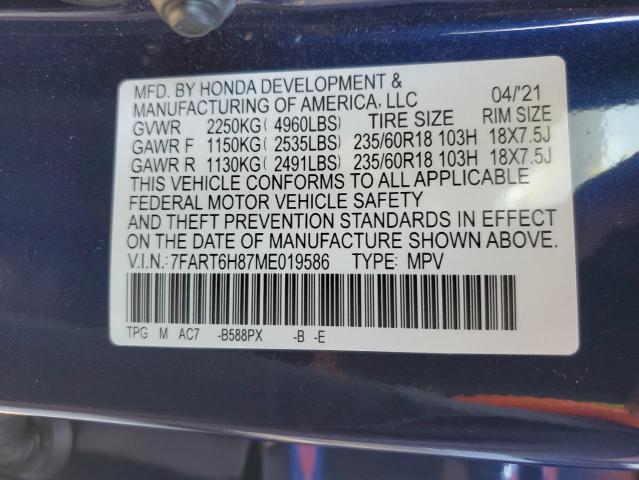 MFD. BY HONDA DEVELOPMENT &
MANUFACTURING OF AMERICA, LLC 04/'21
GVWR 2250KG( 4960LBS) TIRE SIZE RIM SIZE
GAWR F 1150KG( 2535LBS) 235/60R18 103H 18X7.5J
GAWR R 1130KG( 2491LBS) 235/60R18 103H 18X7.5J
THIS VEHICLE CONFORMS TO ALL APPLICABLE
FEDERAL MOTOR VEHICLE SAFETY
AND THEFT PREVENTION STANDARDS IN EFFECT
ON THE DATE OF MANUFACTURE SHOWN ABOVE.
V.I.N.:7FART6H87ME019586 TYPE: MPV
TPG M AC7 -B588PX -B -E